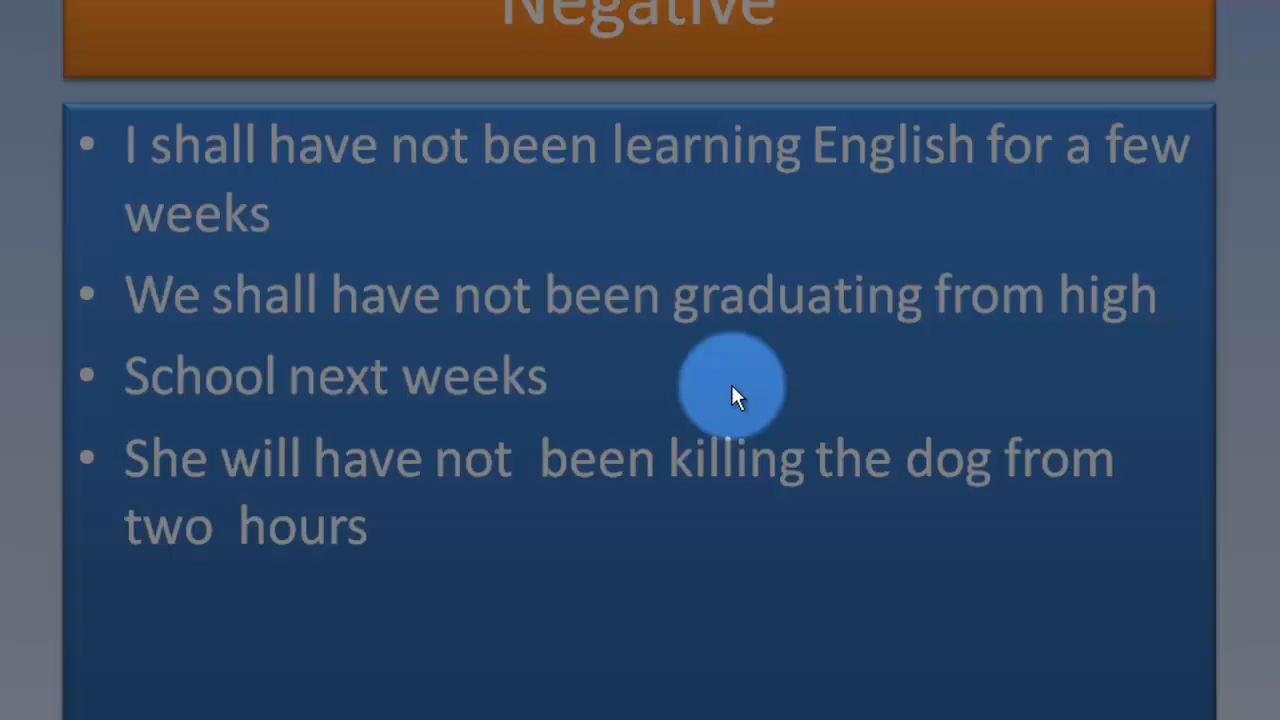 Negative
• I shall have not been learning English for a few
weeks
• We shall have not been graduating from high
• School next weeks
• She will have not been killing the dog from
two hours